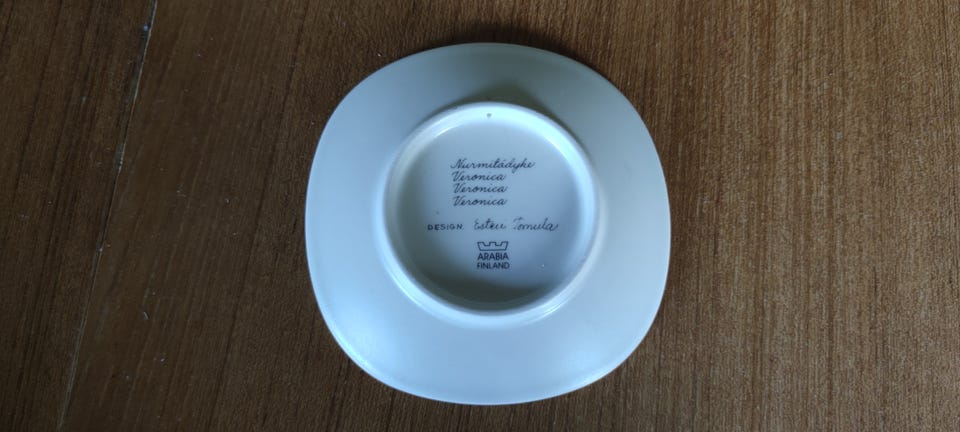 Nurmitädyke
Veronica
Veronica
Veronica
DESIGN Esteri Tomula
ARABIA
FINLAND